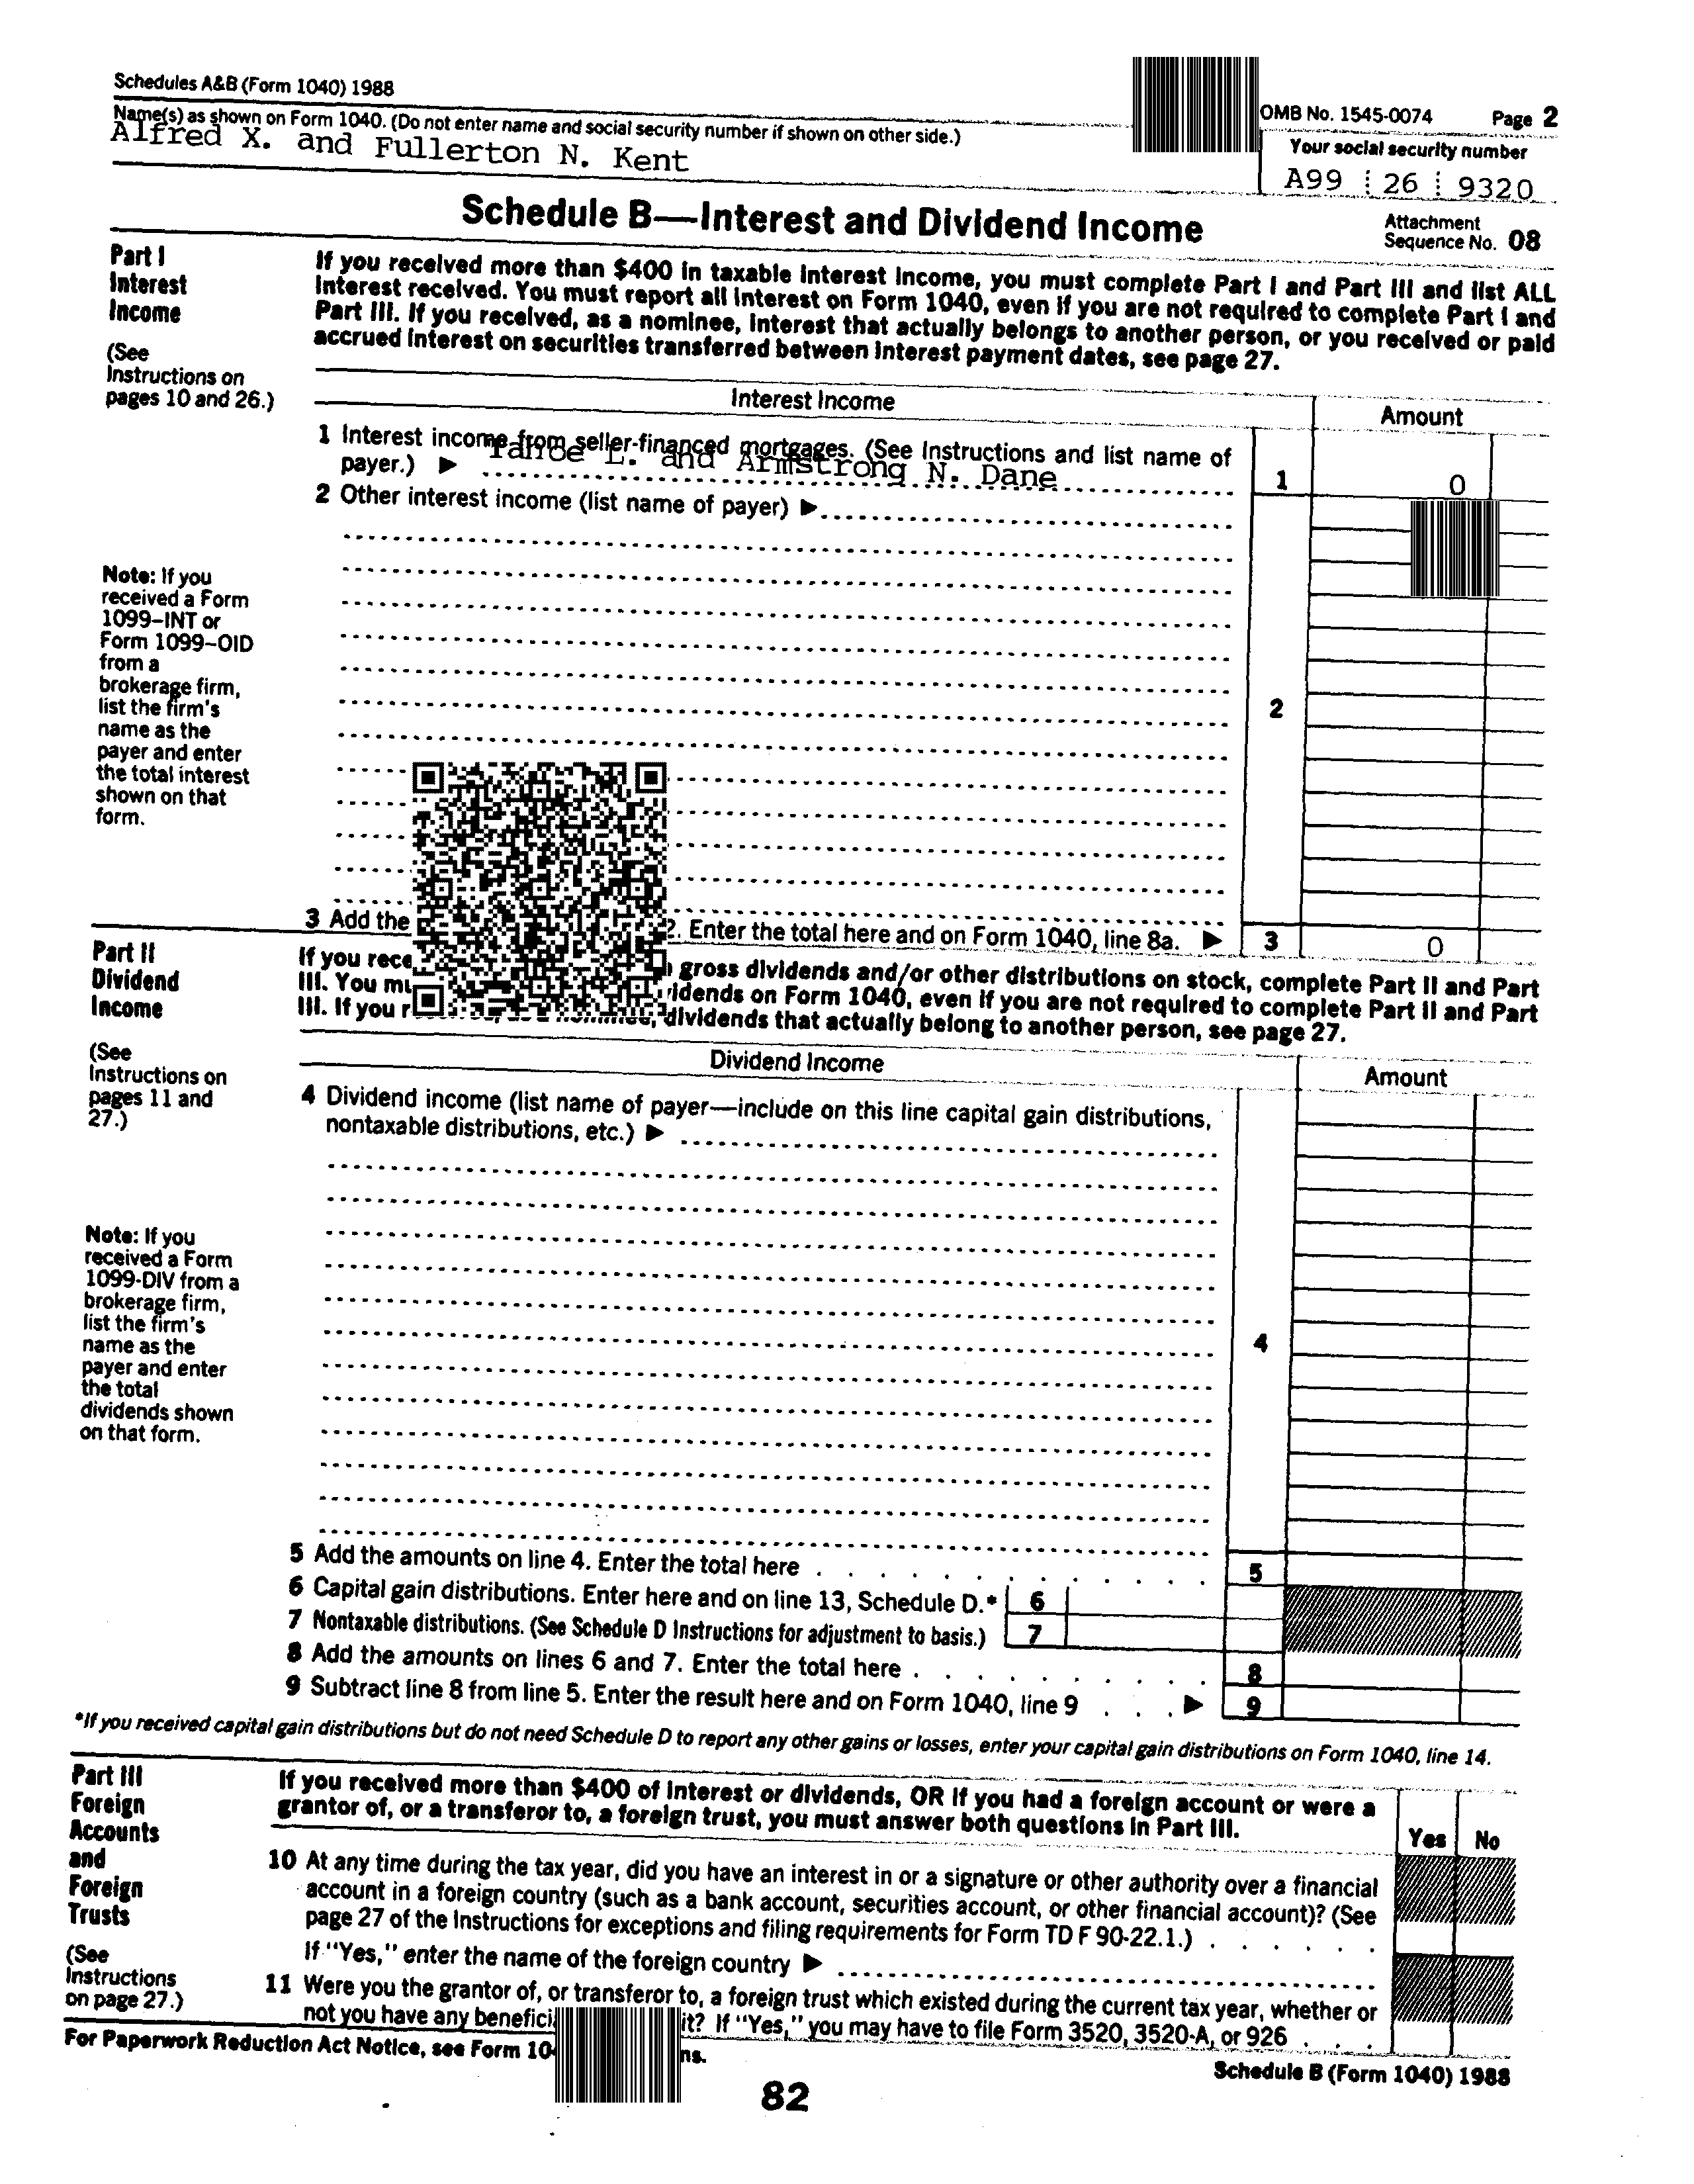 Schedules A&B (Form 1040) 1988
OMB No. 1545-0074 Page 2
Name(s) as shown on Form 1040. (Do not enter name and social security number if shown on other side.)
Your social security number
Alfred X. and Fullerton N. Kent
A99 26 9320
Schedule B—Interest and Dividend Income
Attachment
Sequence No. 08
Part I
Interest
Income
(See
Instructions on
pages 10 and 26.)
If you received more than $400 in taxable interest income, you must complete Part I and Part III and list ALL
interest received. You must report all interest on Form 1040, even if you are not required to complete Part I and
Part III. If you received, as a nominee, interest that actually belongs to another person, or you received or paid
accrued interest on securities transferred between interest payment dates, see page 27.
Interest Income
Amount
1 Interest income from seller-financed mortgages. (See Instructions and list name of
payer.) ▶ L. and Armstrong N. Dane
1 0
2 Other interest income (list name of payer) ▶
Note: If you
received a Form
1099–INT or
Form 1099–OID
from a
brokerage firm,
list the firm's
name as the
payer and enter
the total interest
shown on that
form.
2
3 Add the 2. Enter the total here and on Form 1040, line 8a. ▶ 3 0
Part II
Dividend
Income
(See
Instructions on
pages 11 and
27.)
If you gross dividends and/or other distributions on stock, complete Part II and Part
III. You on Form 1040, even if you are not required to complete Part II and Part
III. If you dividends that actually belong to another person, see page 27.
Dividend Income
Amount
4 Dividend income (list name of payer—include on this line capital gain distributions,
nontaxable distributions, etc.) ▶
Note: If you
received a Form
1099-DIV from a
brokerage firm,
list the firm's
name as the
payer and enter
the total
dividends shown
on that form.
4
5 Add the amounts on line 4. Enter the total here . . . . . . . . . . . . 5
6 Capital gain distributions. Enter here and on line 13, Schedule D.* 6
7 Nontaxable distributions. (See Schedule D Instructions for adjustment to basis.) 7
8 Add the amounts on lines 6 and 7. Enter the total here . . . . . . . . . . 8
9 Subtract line 8 from line 5. Enter the result here and on Form 1040, line 9 . . . ▶ 9
*If you received capital gain distributions but do not need Schedule D to report any other gains or losses, enter your capital gain distributions on Form 1040, line 14.
Part III
Foreign
Accounts
and
Foreign
Trusts
(See
Instructions
on page 27.)
If you received more than $400 of interest or dividends, OR if you had a foreign account or were a
grantor of, or a transferor to, a foreign trust, you must answer both questions in Part III.
Yes No
10 At any time during the tax year, did you have an interest in or a signature or other authority over a financial
account in a foreign country (such as a bank account, securities account, or other financial account)? (See
page 27 of the Instructions for exceptions and filing requirements for Form TD F 90-22.1.) . . . . . .
If "Yes," enter the name of the foreign country ▶
11 Were you the grantor of, or transferor to, a foreign trust which existed during the current tax year, whether or
not you have any it? If "Yes," you may have to file Form 3520, 3520-A, or 926 . . .
For Paperwork Reduction Act Notice, see Form
Schedule B (Form 1040) 1988
82